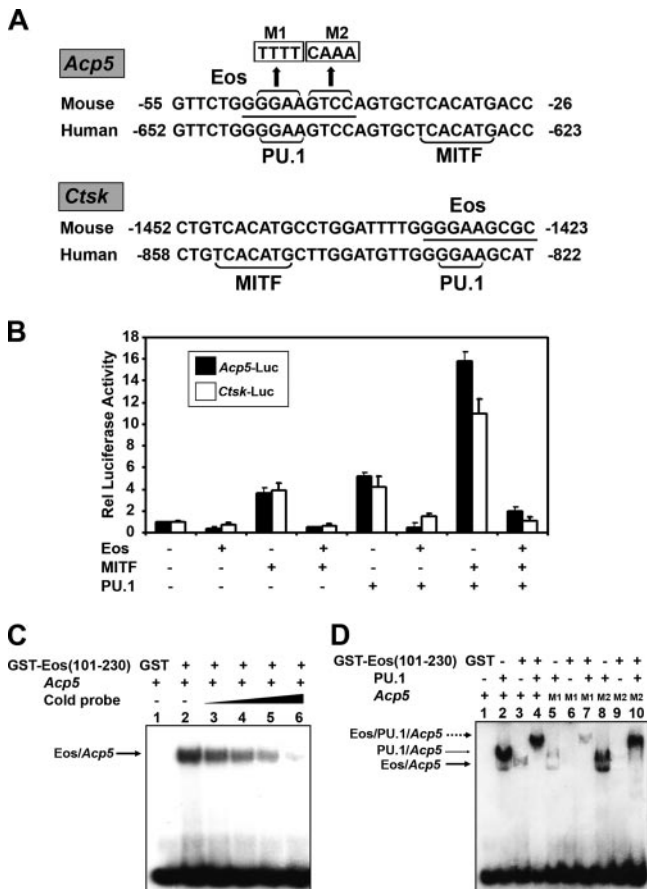 A
M1 M2
TTTT CAAA
Acp5
Eos
Mouse -55 GTTCTGGGGAAGTCCAGTGCTCACATGACC -26
Human -652 GTTCTGGGGAAGTCCAGTGCTCACATGACC -623
PU.1 MITF
Ctsk
Eos
Mouse -1452 CTGTCACATGCCTGGATTTTGGGGAAGCGC -1423
Human -858 CTGTCACATGCTTGGATGTTGGGGAAGCAT -822
MITF PU.1
B
Rel Luciferase Activity
18
16
14
12
10
8
6
4
2
0
Acp5-Luc
Ctsk-Luc
Eos - + - + - + - +
MITF - - + + - - + +
PU.1 - - - - + + + +
C
GST-Eos(101-230) GST + + + + +
Acp5 + + + + + +
Cold probe - -
1 2 3 4 5 6
Eos/Acp5
D
GST-Eos(101-230) GST - + + - + + - + +
PU.1 - + - + + - + + - +
Acp5 + + + + M1 M1 M1 M2 M2 M2
1 2 3 4 5 6 7 8 9 10
Eos/PU.1/Acp5
PU.1/Acp5
Eos/Acp5